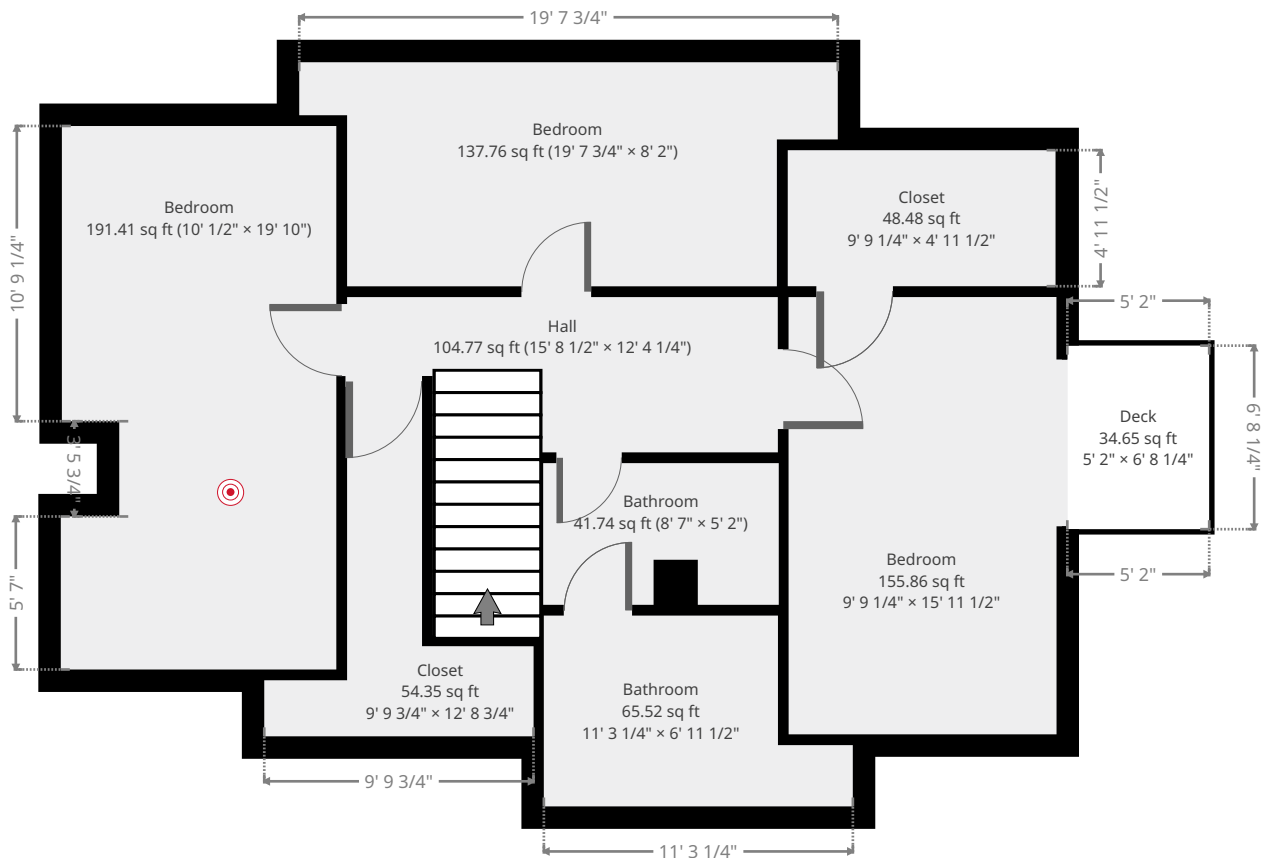 19' 7 3/4"
Bedroom
137.76 sq ft (19' 7 3/4" × 8' 2")
Bedroom
191.41 sq ft (10' 1/2" × 19' 10")
10' 9 1/4"
Closet
48.48 sq ft
9' 9 1/4" × 4' 11 1/2"
4' 11 1/2"
5' 2"
Hall
104.77 sq ft (15' 8 1/2" × 12' 4 1/4")
Deck
34.65 sq ft
5' 2" × 6' 8 1/4"
6' 8 1/4"
3' 5 3/4"
Bathroom
41.74 sq ft (8' 7" × 5' 2")
Bedroom
155.86 sq ft
9' 9 1/4" × 15' 11 1/2"
5' 2"
5' 7"
Closet
54.35 sq ft
9' 9 3/4" × 12' 8 3/4"
Bathroom
65.52 sq ft
11' 3 1/4" × 6' 11 1/2"
9' 9 3/4"
11' 3 1/4"